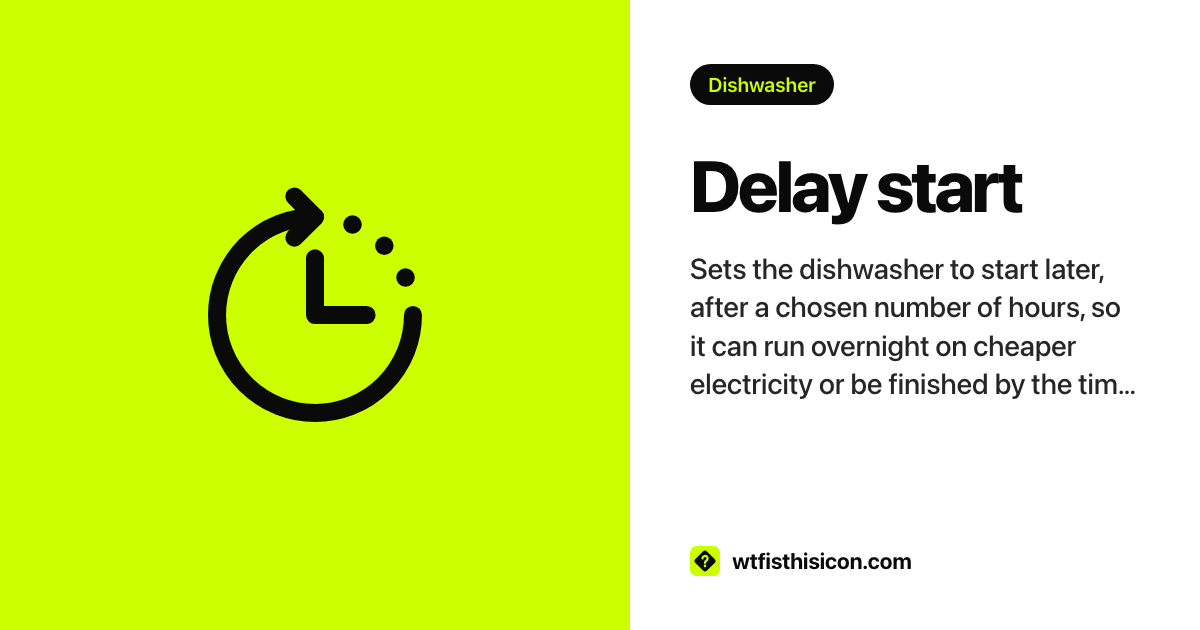 Dishwasher
Delay start
Sets the dishwasher to start later,
after a chosen number of hours, so
it can run overnight on cheaper
electricity or be finished by the tim...
?
wtfisthisicon.com